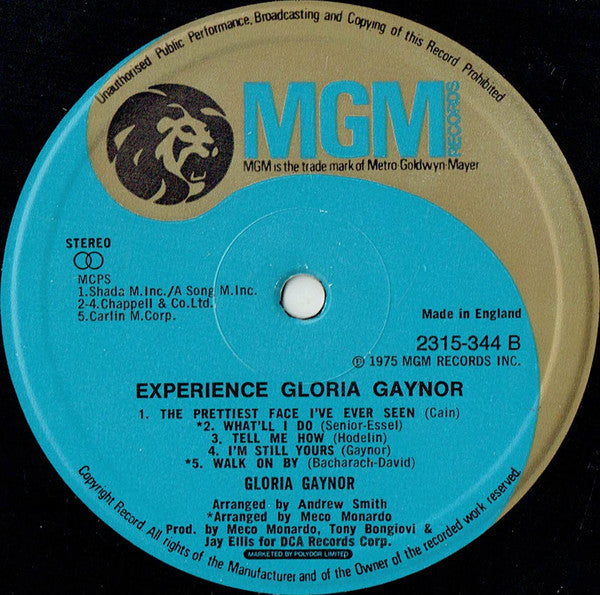 Unauthorised Public Performance, Broadcasting and Copying of this Record Prohibited
MGM
RECORDS
MGM is the trade mark of Metro-Goldwyn-Mayer
STEREO
MCPS
1.Shada M.Inc./A Song M.Inc.
2-4.Chappell & Co.Ltd.
5.Carlin M.Corp.
Made in England
2315-344 B
℗ 1975 MGM RECORDS INC.
EXPERIENCE GLORIA GAYNOR
1. THE PRETTIEST FACE I'VE EVER SEEN (Cain)
*2. WHAT'LL I DO (Senior-Essel)
3. TELL ME HOW (Hodelin)
4. I'M STILL YOURS (Gaynor)
*5. WALK ON BY (Bacharach-David)
GLORIA GAYNOR
Arranged by Andrew Smith
*Arranged by Meco Monardo
Prod. by Meco Monardo, Tony Bongiovi &
Jay Ellis for DCA Records Corp.
MARKETED BY POLYDOR LIMITED
Copyright Record. All rights of the Manufacturer and of the Owner of the recorded work reserved.